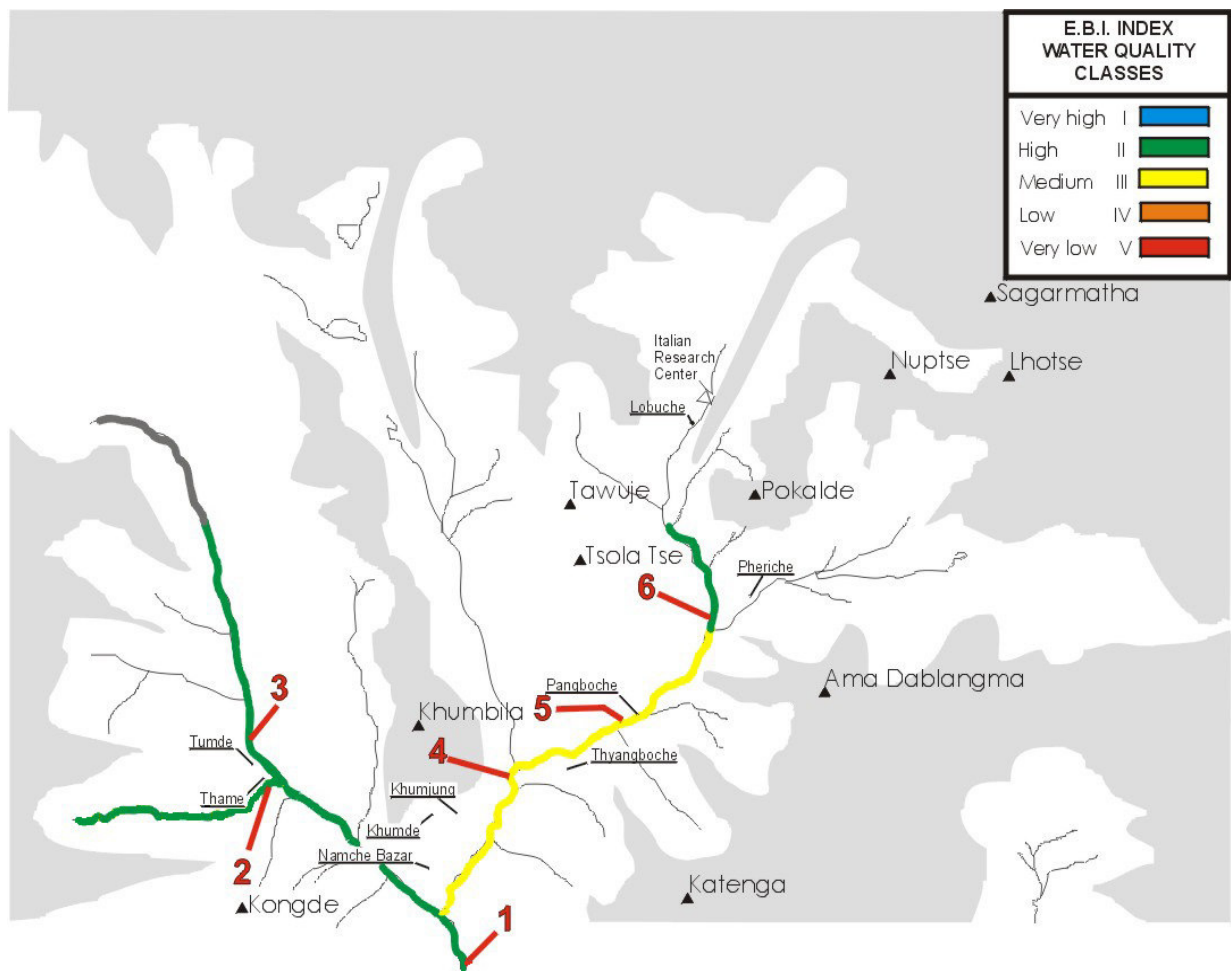 E.B.I. INDEX
WATER QUALITY
CLASSES
Very high I
High II
Medium III
Low IV
Very low V
Sagarmatha
Italian
Research
Center
Nuptse
Lhotse
Lobuche
Tawuje
Pokalde
Tsola Tse
Pheriche
6
3
Pangboche
Ama Dablangma
5
Khumbila
4
Tumde
Thyangboche
Thame
Khumjung
Khumde
2
Namche Bazar
Katenga
Kongde
1